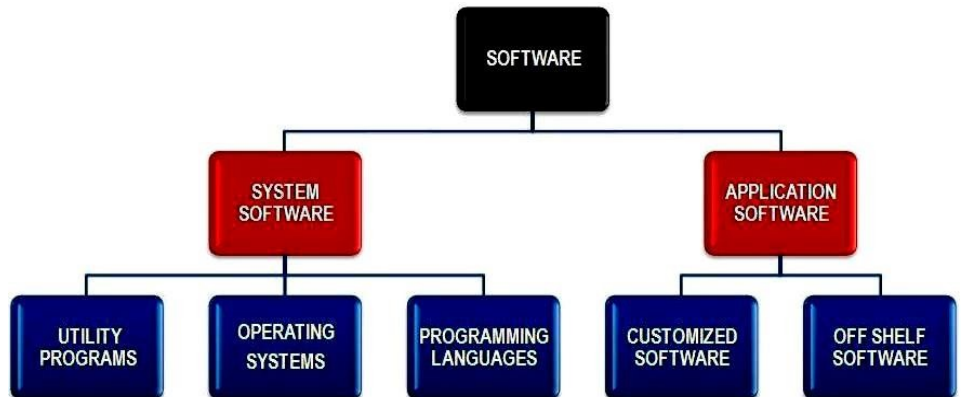 SOFTWARE
SYSTEM
SOFTWARE
APPLICATION
SOFTWARE
UTILITY
PROGRAMS
OPERATING
SYSTEMS
PROGRAMMING
LANGUAGES
CUSTOMIZED
SOFTWARE
OFF SHELF
SOFTWARE